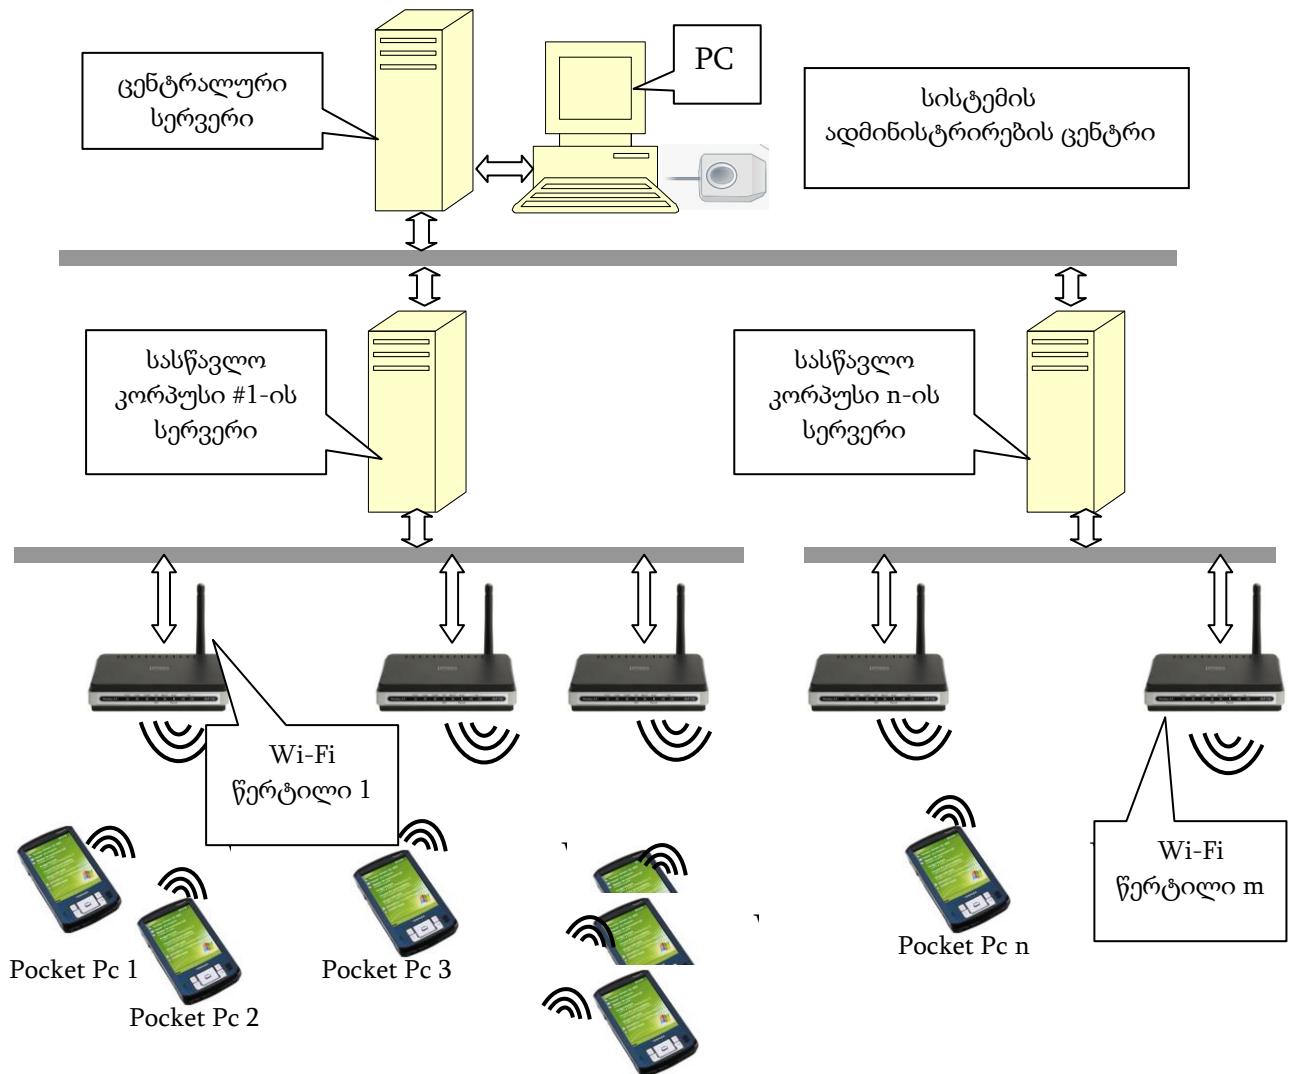 ცენტრალური
სერვერი
PC
სისტემის
ადმინისტრირების ცენტრი
სასწავლო
კორპუსი #1-ის
სერვერი
სასწავლო
კორპუსი n-ის
სერვერი
Wi-Fi
წერტილი 1
Wi-Fi
წერტილი m
Pocket Pc 1
Pocket Pc 2
Pocket Pc 3
Pocket Pc n